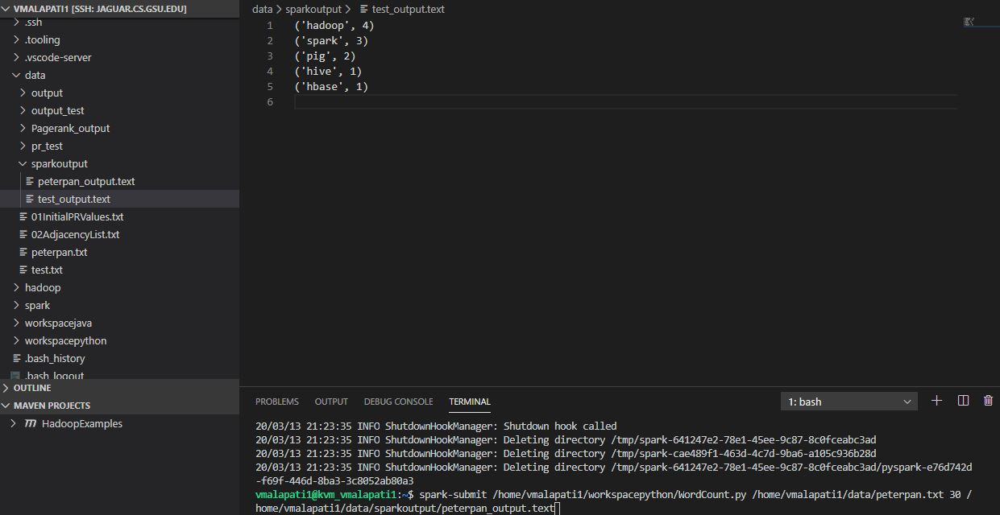 VMALAPATI1 [SSH: JAGUAR.CS.GSU.EDU]
.ssh
.tooling
.vscode-server
data
output
output_test
Pagerank_output
pr_test
sparkoutput
peterpan_output.text
test_output.text
01InitialPRValues.txt
02AdjacencyList.txt
peterpan.txt
test.txt
hadoop
spark
workspacejava
workspacepython
.bash_history
.bash_logout
OUTLINE
MAVEN PROJECTS
HadoopExamples
data > sparkoutput > test_output.text
1 ('hadoop', 4)
2 ('spark', 3)
3 ('pig', 2)
4 ('hive', 1)
5 ('hbase', 1)
6
PROBLEMS OUTPUT DEBUG CONSOLE TERMINAL 1: bash
20/03/13 21:23:35 INFO ShutdownHookManager: Shutdown hook called
20/03/13 21:23:35 INFO ShutdownHookManager: Deleting directory /tmp/spark-641247e2-78e1-45ee-9c87-8c0fceabc3ad
20/03/13 21:23:35 INFO ShutdownHookManager: Deleting directory /tmp/spark-cae489f1-463d-4c7d-9ba6-a105c936b28d
20/03/13 21:23:35 INFO ShutdownHookManager: Deleting directory /tmp/spark-641247e2-78e1-45ee-9c87-8c0fceabc3ad/pyspark-e76d742d
-f69f-446d-8ba3-3c8052ab80a3
vmalapati1@kvm_vmalapati1:~$ spark-submit /home/vmalapati1/workspacepython/WordCount.py /home/vmalapati1/data/peterpan.txt 30 /
home/vmalapati1/data/sparkoutput/peterpan_output.text